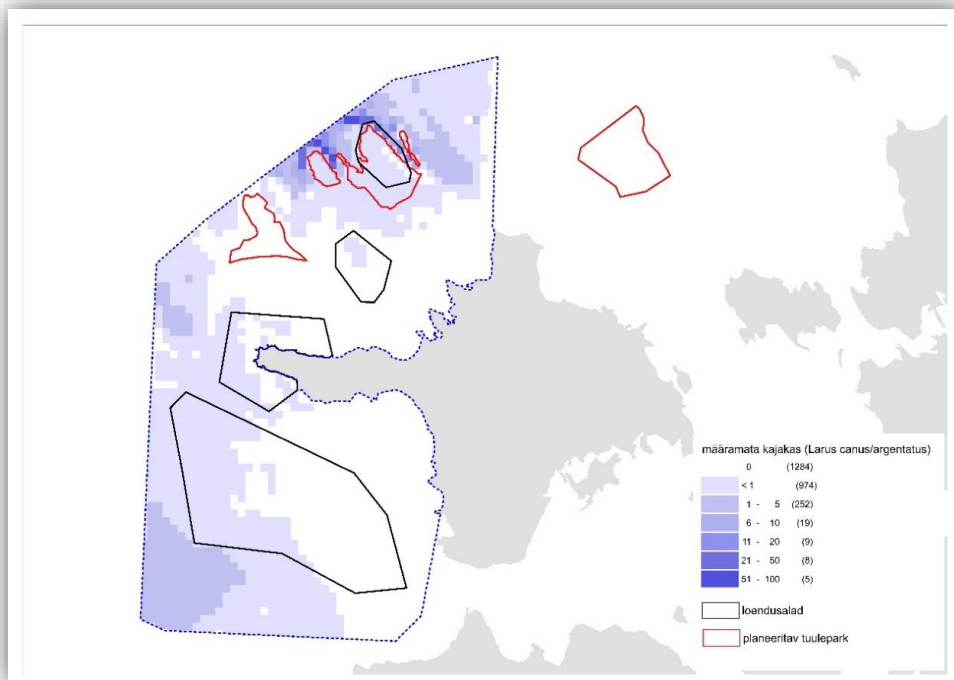 määramata kajakas (Larus canus/argentatus)
0 (1284)
< 1 (974)
1 - 5 (252)
6 - 10 (19)
11 - 20 (9)
21 - 50 (8)
51 - 100 (5)
loendusalad
planeeritav tuulepark